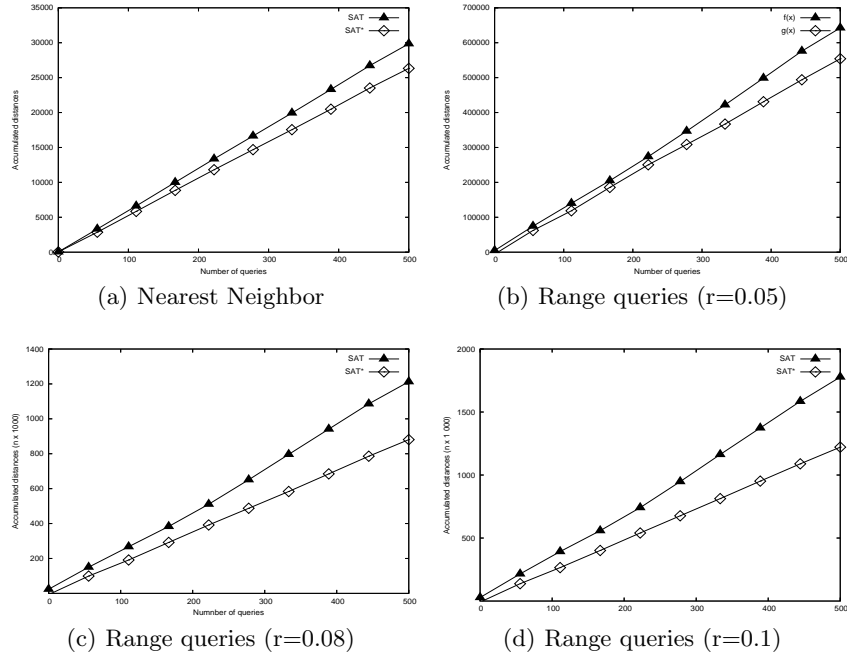 35000
30000
25000
20000
15000
10000
5000
0
0 100 200 300 400 500
Accumulated distances
Number of queries
SAT
SAT*
(a) Nearest Neighbor
700000
600000
500000
400000
300000
200000
100000
0
0 100 200 300 400 500
Accumulated distances
Number of queries
f(x)
g(x)
(b) Range queries (r=0.05)
1400
1200
1000
800
600
400
200
0 100 200 300 400 500
Accumulated distances (n x 1000)
Numnber of queries
SAT
SAT*
(c) Range queries (r=0.08)
2000
1500
1000
500
0 100 200 300 400 500
Accumulated distances (n x 1 000)
SAT
SAT*
(d) Range queries (r=0.1)